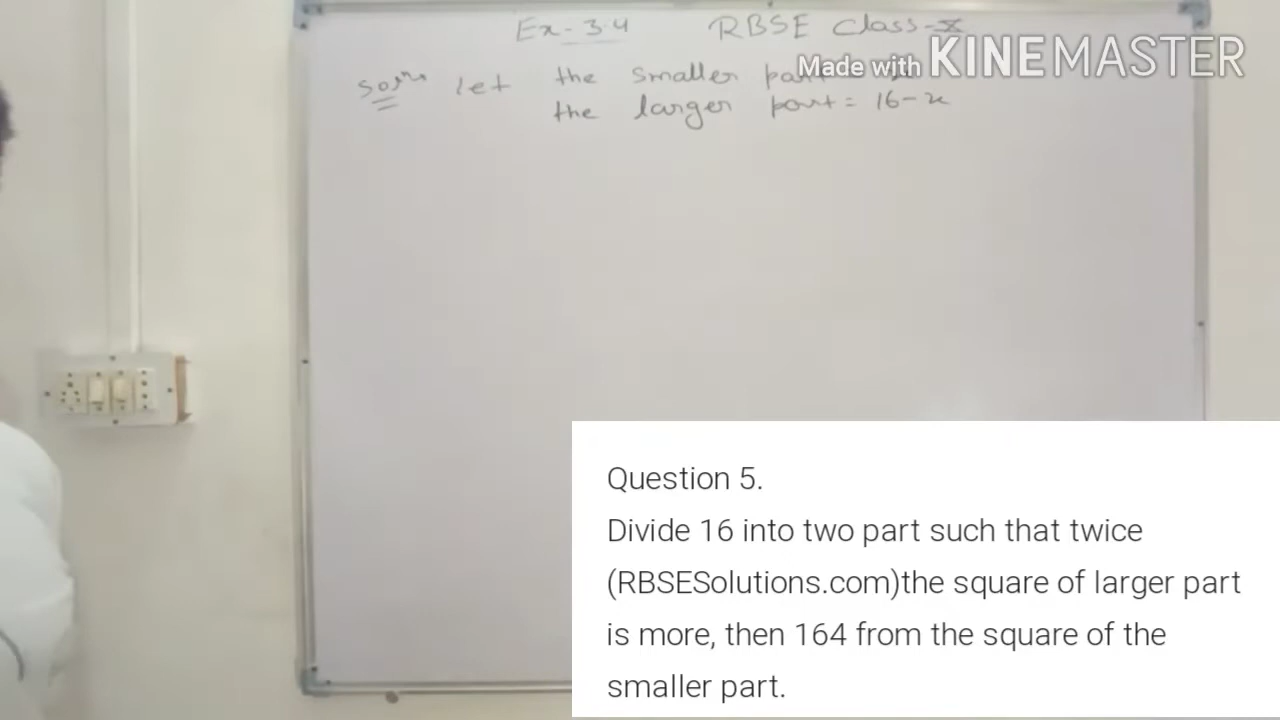 Ex-3.4 RBSE Class-X
Made with KINEMASTER
Soln. let the smaller part
the larger part = 16-x
Question 5.
Divide 16 into two part such that twice
(RBSESolutions.com)the square of larger part
is more, then 164 from the square of the
smaller part.